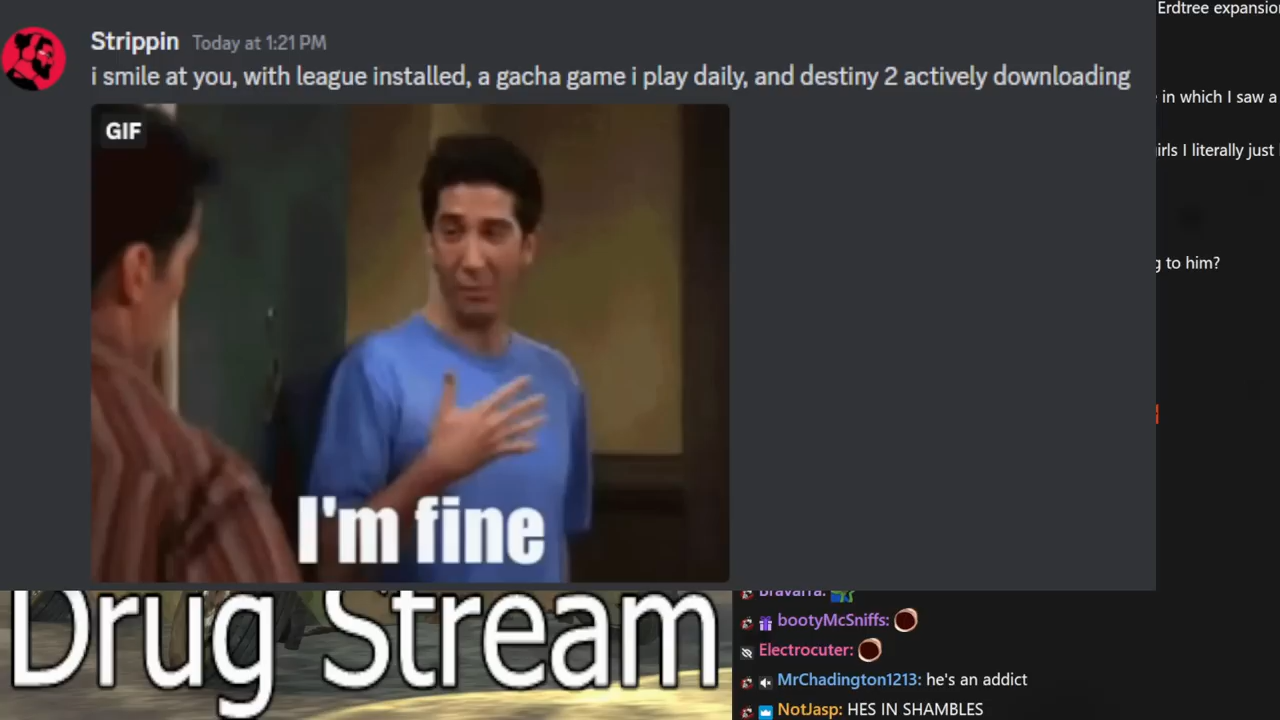 Erdtree expansion
Strippin Today at 1:21 PM
i smile at you, with league installed, a gacha game i play daily, and destiny 2 actively downloading
GIF
in which I saw a
I literally just
to him?
I'm fine
Drug Stream
Bravarra:
bootyMcSniffs:
Electrocuter:
MrChadington1213: he's an addict
NotJasp: HES IN SHAMBLES